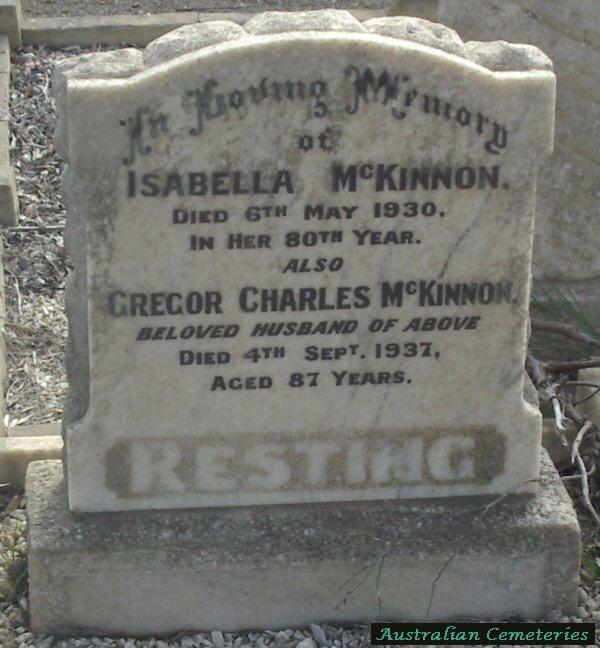 In Loving Memory
of
ISABELLA McKINNON.
DIED 6TH MAY 1930.
IN HER 80TH YEAR.
ALSO
GREGOR CHARLES McKINNON.
BELOVED HUSBAND OF ABOVE
DIED 4TH SEPT. 1937,
AGED 87 YEARS.
RESTING
Australian Cemeteries